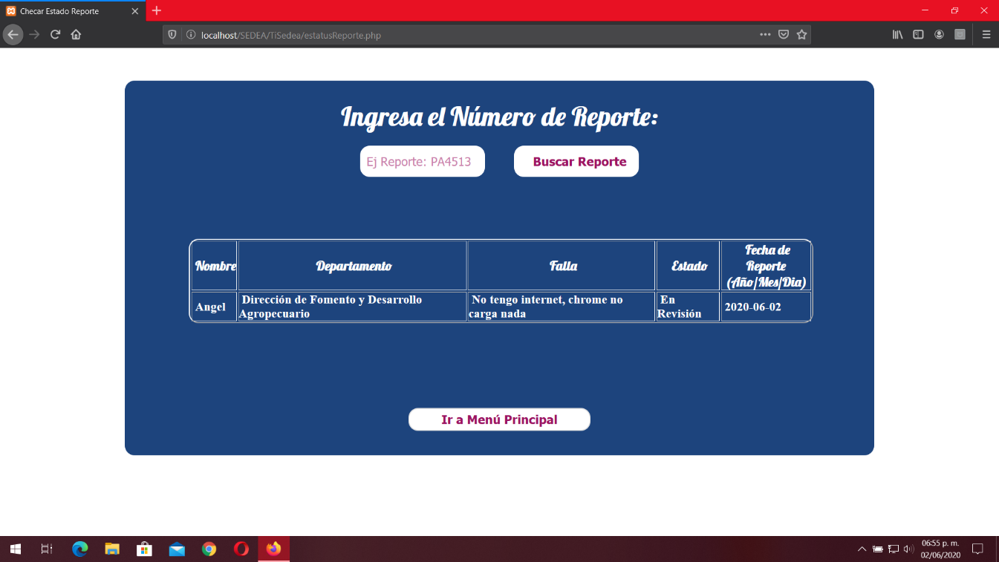 Checar Estado Reporte
localhost/SEDEA/TiSedea/estatusReporte.php
Ingresa el Número de Reporte:
Ej Reporte: PA4513
Buscar Reporte
Nombre
Departamento
Falla
Estado
Fecha de
Reporte
(Año/Mes/Dia)
Angel
Dirección de Fomento y Desarrollo
Agropecuario
No tengo internet, chrome no
carga nada
En
Revisión
2020-06-02
Ir a Menú Principal
06:55 p. m.
02/06/2020